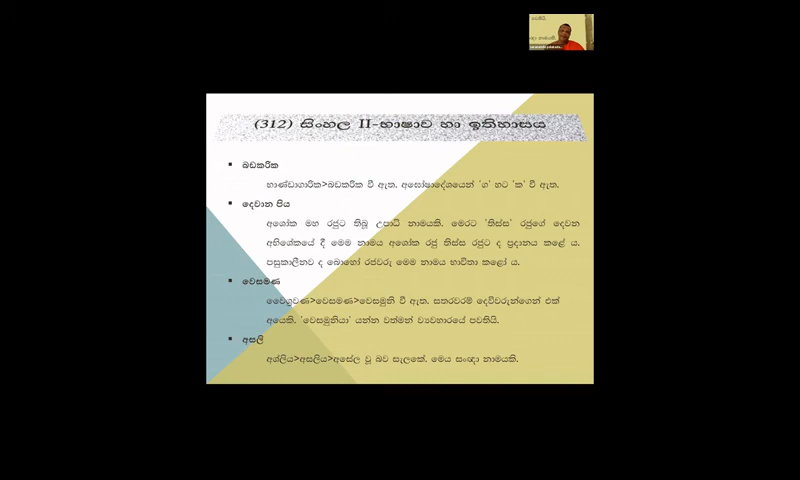 (312) සිංහල II-භාෂාව හා ඉතිහාසය
බඩකරික
භාණ්ඩාගාරික>බඩකරික වී ඇත. අඝෝෂාදේශයෙන් 'ග' හට 'ක' වී ඇත.
දෙවාන පිය
අශෝක මහ රජුට තිබූ උපාධි නාමයකි. මෙරට 'තිස්ස' රජුගේ දෙවන
අභිශේකයේ දී මෙම නාමය අශෝක රජු තිස්ස රජුට ද ප්‍රදානය කළේ ය.
පසුකාලීනව ද බොහෝ රජවරු මෙම නාමය භාවිතා කළෝ ය.
වෙසමණ
වෛශ්‍රවණ>වෙසමණ>වෙසමුනි වී ඇත. සතරවරම් දෙවිවරුන්ගෙන් එක්
අයෙකි. 'වෙසමුනියා' යන්න වත්මන් ව්‍යවහාරයේ පවතියි.
අසලි
අශ්ලිය>අසලිය>අසේල වූ බව සැලකේ. මෙය සංඥා නාමයකි.